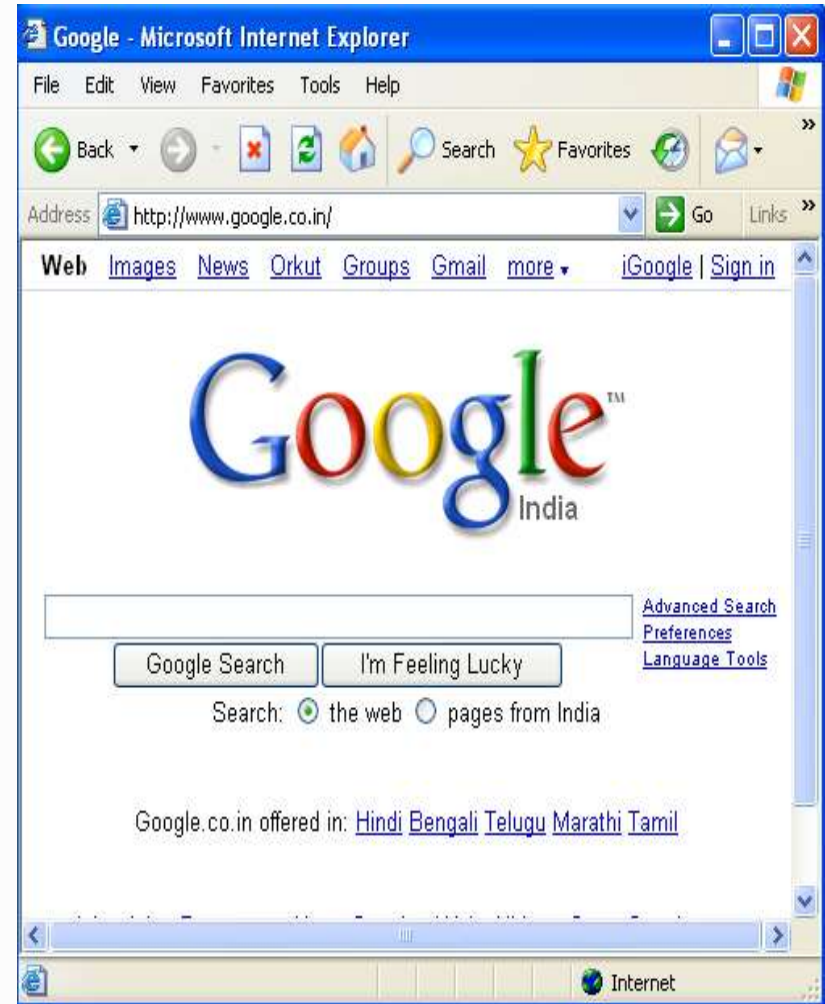 Google - Microsoft Internet Explorer
File Edit View Favorites Tools Help
Back Search Favorites »
Address http://www.google.co.in/ Go Links »
Web Images News Orkut Groups Gmail more iGoogle | Sign in
Google™
India
Advanced Search
Preferences
Language Tools
Google Search I'm Feeling Lucky
Search: the web pages from India
Google.co.in offered in: Hindi Bengali Telugu Marathi Tamil
Internet